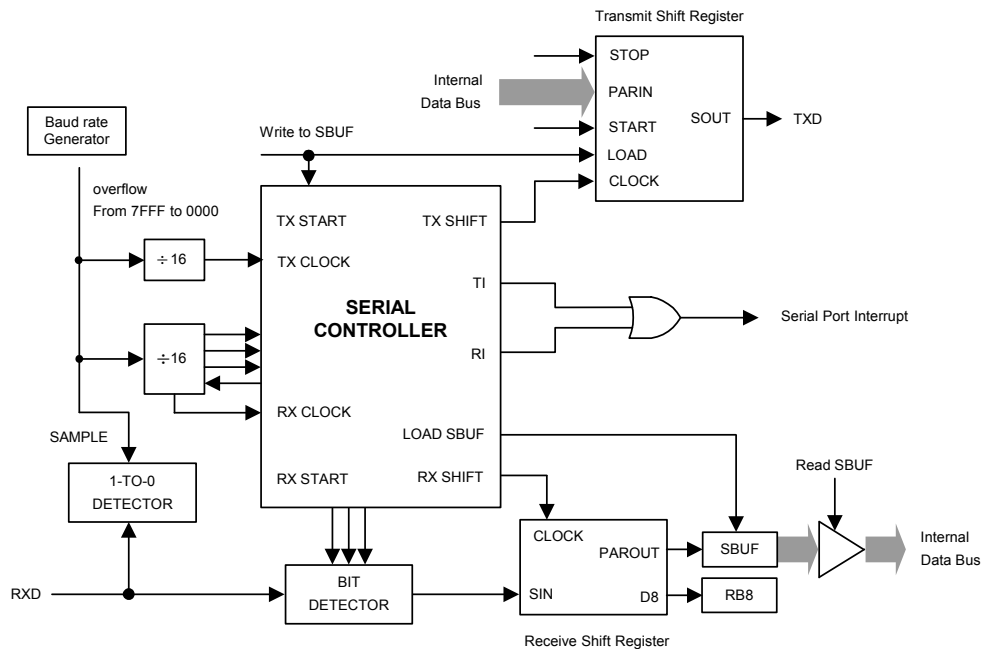 Transmit Shift Register
STOP
Internal
Data Bus
PARIN
START
SOUT
TXD
LOAD
CLOCK
Baud rate
Generator
Write to SBUF
overflow
From 7FFF to 0000
TX START
TX SHIFT
÷16
TX CLOCK
TI
SERIAL
CONTROLLER
Serial Port Interrupt
÷16
RI
RX CLOCK
SAMPLE
LOAD SBUF
1-TO-0
DETECTOR
RX START
RX SHIFT
Read SBUF
CLOCK
PAROUT
SBUF
Internal
Data Bus
RXD
BIT
DETECTOR
SIN
D8
RB8
Receive Shift Register